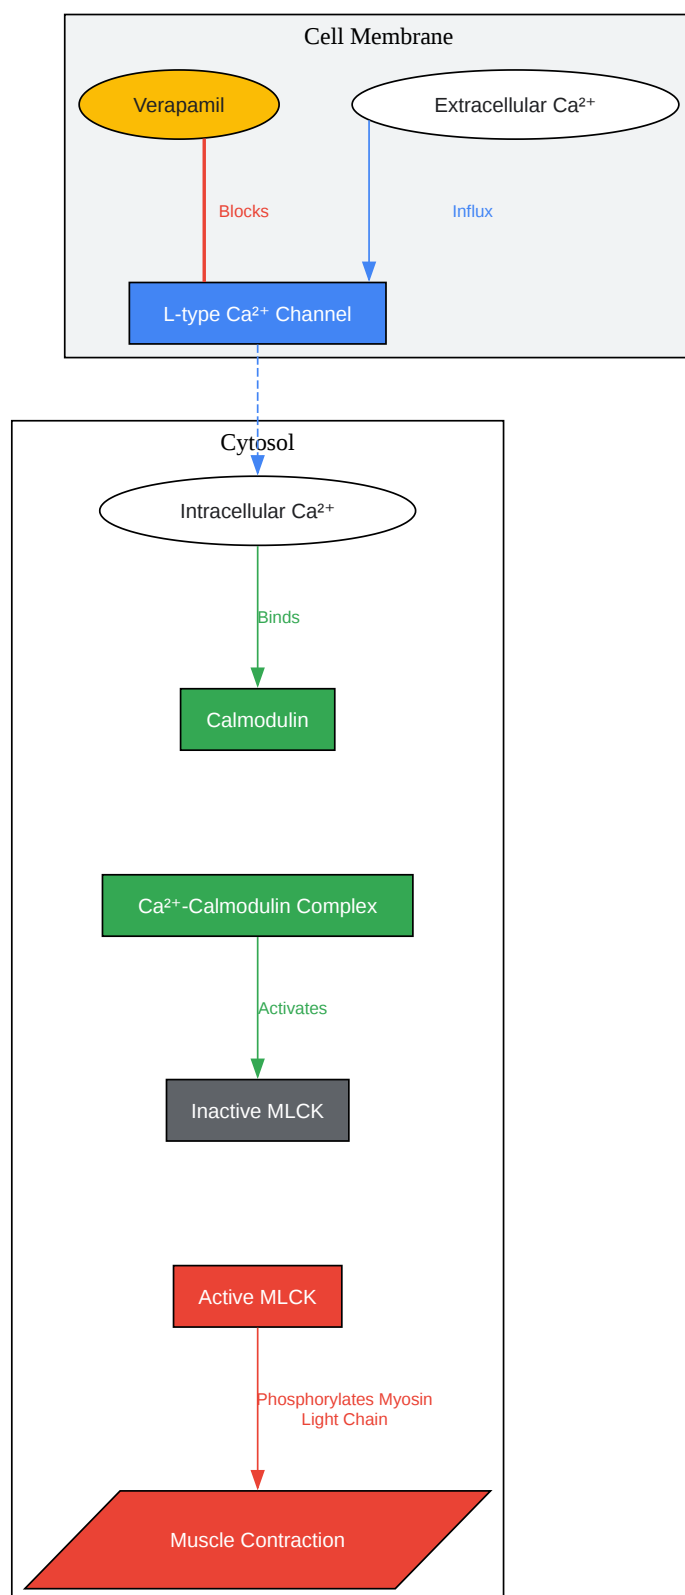 Cell Membrane
Verapamil
Extracellular Ca²⁺
Blocks
Influx
L-type Ca²⁺ Channel
Cytosol
Intracellular Ca²⁺
Binds
Calmodulin
Ca²⁺-Calmodulin Complex
Activates
Inactive MLCK
Active MLCK
Phosphorylates Myosin
Light Chain
Muscle Contraction